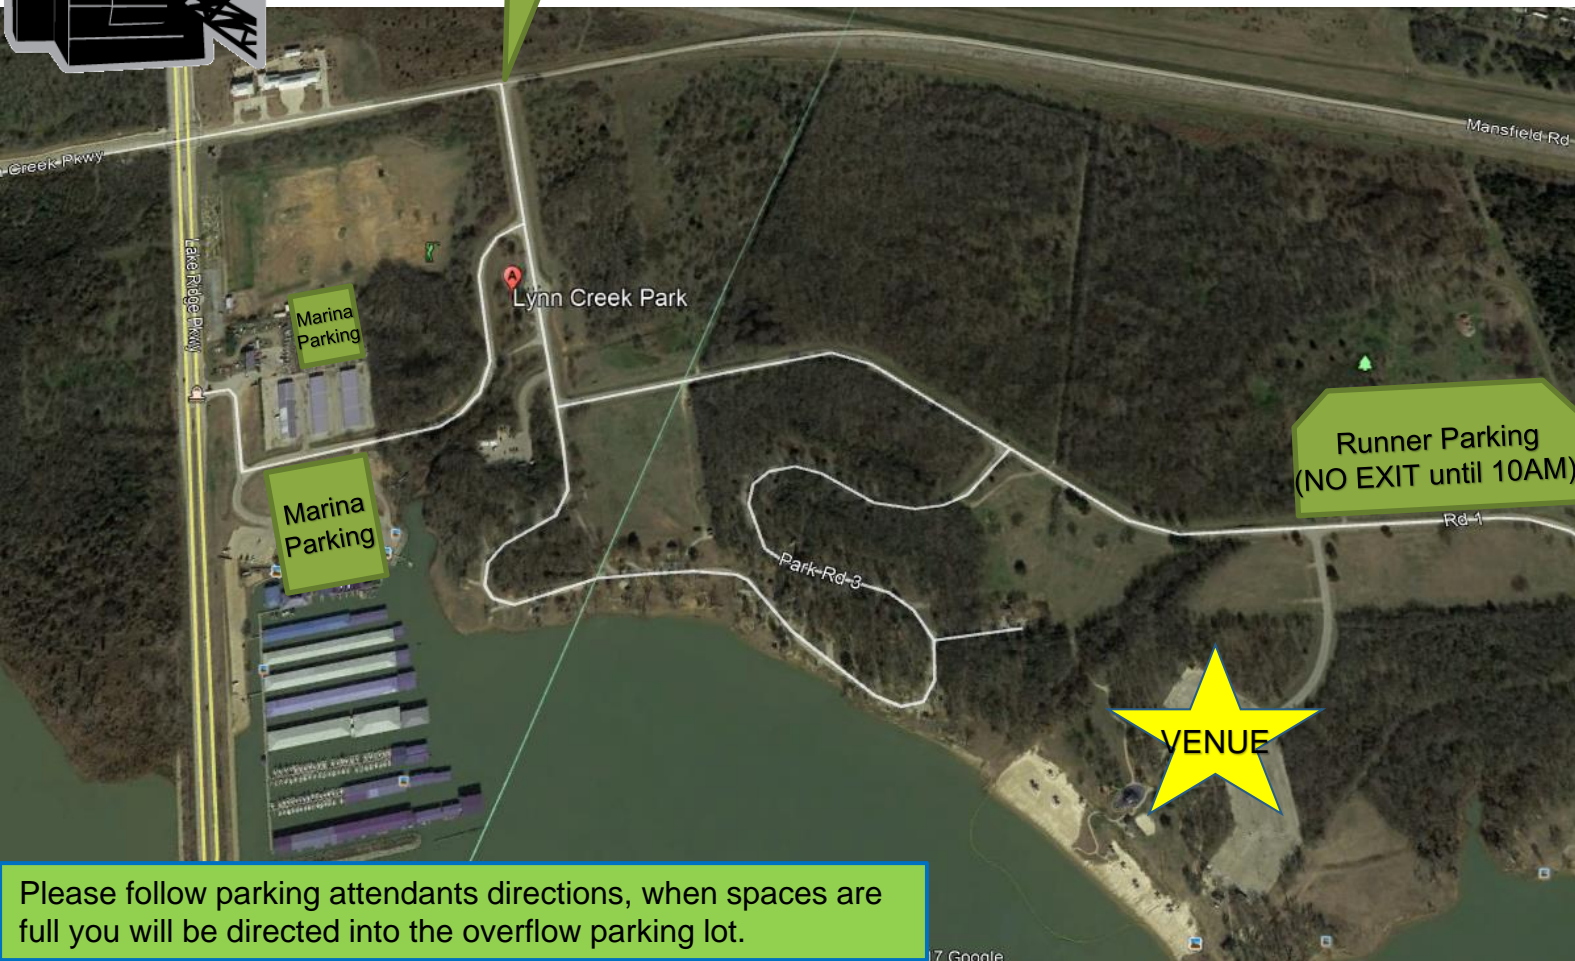 Mansfield Rd
Creek Pkwy
Lake Ridge Pkwy
A
Lynn Creek Park
Marina
Parking
Runner Parking
(NO EXIT until 10AM)
Marina
Parking
Rd 1
Park Rd 3
VENUE
Please follow parking attendants directions, when spaces are
full you will be directed into the overflow parking lot.
17 Google